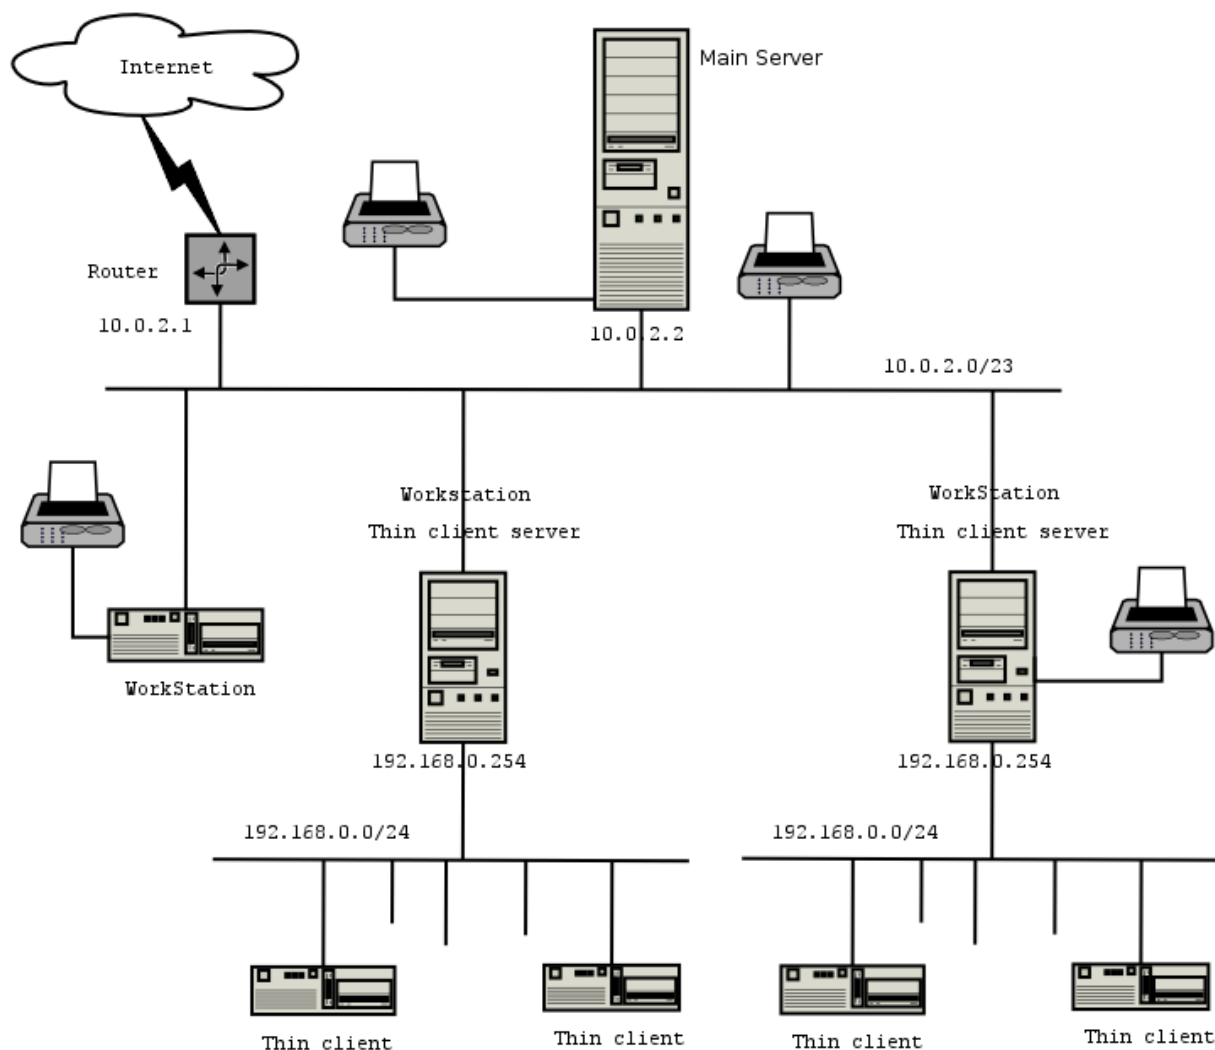 Internet
Main Server
Router
10.0.2.1
10.0.2.2
10.0.2.0/23
Workstation
Thin client server
WorkStation
Thin client server
WorkStation
192.168.0.254
192.168.0.254
192.168.0.0/24
192.168.0.0/24
Thin client
Thin client
Thin client
Thin client